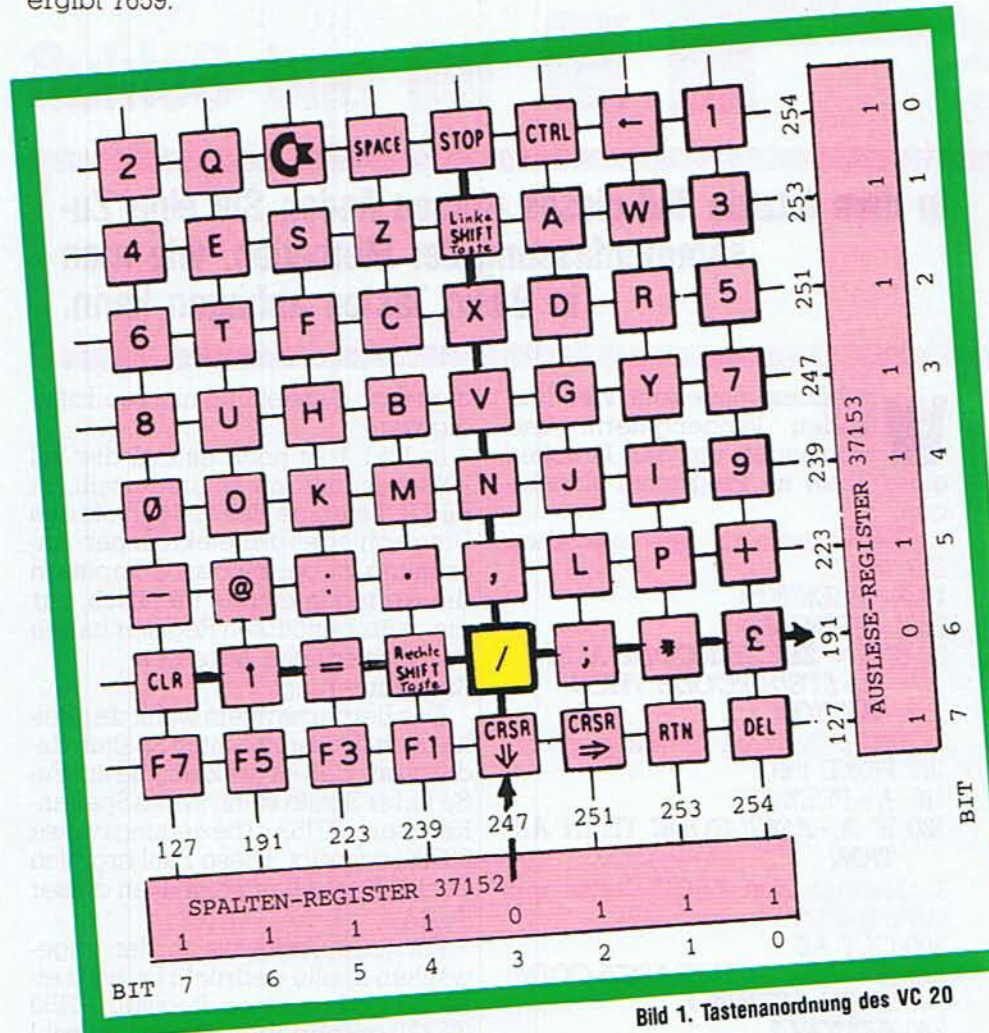 ergibt 7659.
2 Q SPACE STOP CTRL ← 1 254
4 E S Z Linke SHIFT Taste A W 3 253
6 T F C X D R 5 251
8 U H B V G Y 7 247
Ø O K M N J I 9 239
− @ : . , L P + 223
CLR ↑ = Rechte SHIFT Taste / ; * £ 191
F7 F5 F3 F1 CRSR ⇓ CRSR ⇒ RTN DEL 127
127 191 223 239 247 251 253 254
SPALTEN-REGISTER 37152
1 1 1 1 0 1 1 1
BIT 7 6 5 4 3 2 1 0
AUSLESE-REGISTER 37153
1 0 1 1 1 1 1 1
BIT 7 6 5 4 3 2 1 0
Bild 1. Tastenanordnung des VC 20